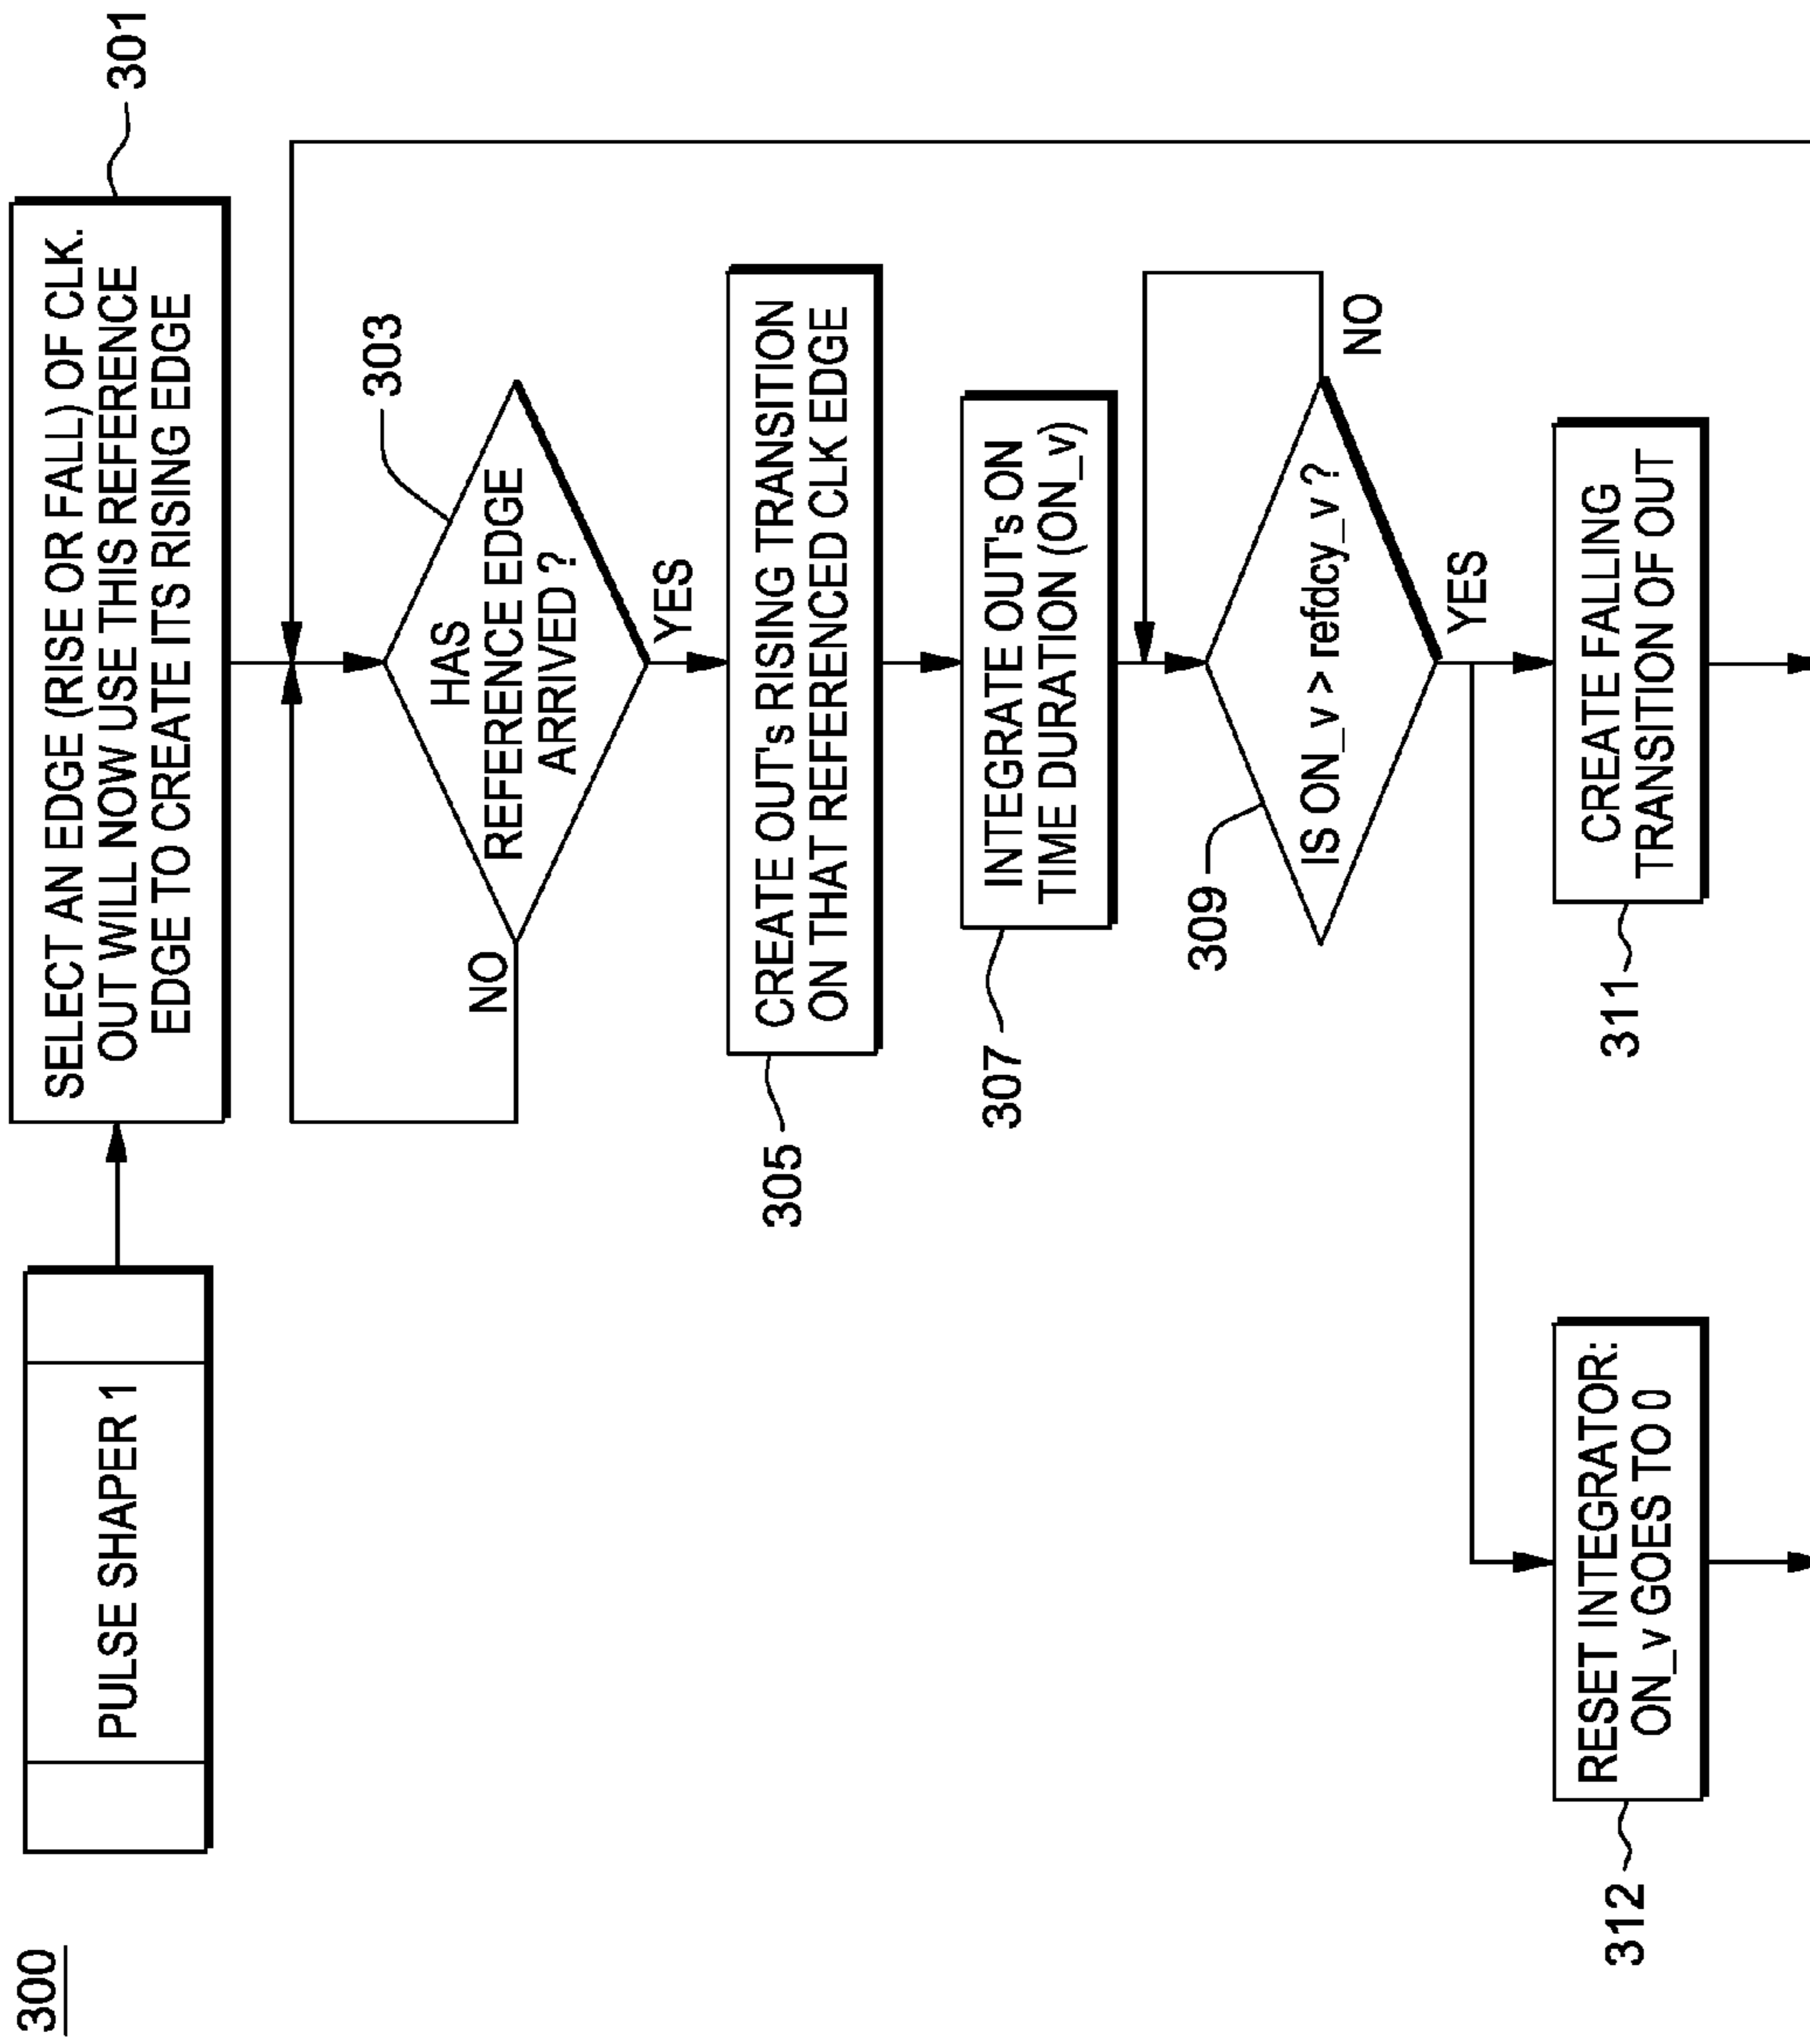 300
PULSE SHAPER 1
SELECT AN EDGE (RISE OR FALL) OF CLK.
OUT WILL NOW USE THIS REFERENCE
EDGE TO CREATE ITS RISING EDGE
301
303
HAS
REFERENCE EDGE
ARRIVED ?
NO
YES
305
CREATE OUT's RISING TRANSITION
ON THAT REFERENCED CLK EDGE
307
INTEGRATE OUT's ON
TIME DURATION (ON_v)
309
IS ON_v > refdcy_v ?
NO
YES
312
RESET INTEGRATOR:
ON_v GOES TO 0
311
CREATE FALLING
TRANSITION OF OUT